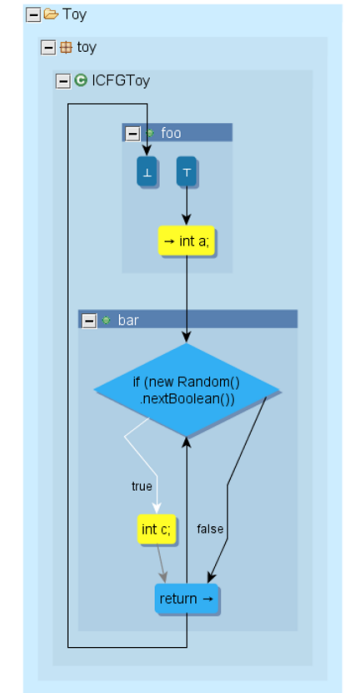 Toy
toy
ICFGToy
foo
⊥
⊤
→ int a;
bar
if (new Random()
.nextBoolean())
true
int c;
false
return →